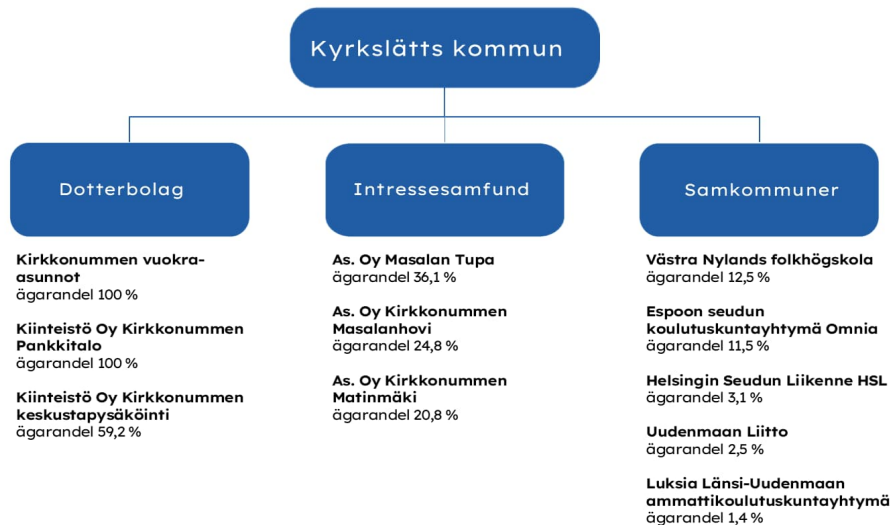 Kyrkslätts kommun
Dotterbolag
Kirkkonummen vuokra-
asunnot
ägarandel 100 %
Kiinteistö Oy Kirkkonummen
Pankkitalo
ägarandel 100 %
Kiinteistö Oy Kirkkonummen
keskustapysäköinti
ägarandel 59,2 %
Intressesamfund
As. Oy Masalan Tupa
ägarandel 36,1 %
As. Oy Kirkkonummen
Masalanhovi
ägarandel 24,8 %
As. Oy Kirkkonummen
Matinmäki
ägarandel 20,8 %
Samkommuner
Västra Nylands folkhögskola
ägarandel 12,5 %
Espoon seudun
koulutuskuntayhtymä Omnia
ägarandel 11,5 %
Helsingin Seudun Liikenne HSL
ägarandel 3,1 %
Uudenmaan Liitto
ägarandel 2,5 %
Luksia Länsi-Uudenmaan
ammattikoulutuskuntayhtymä
ägarandel 1,4 %